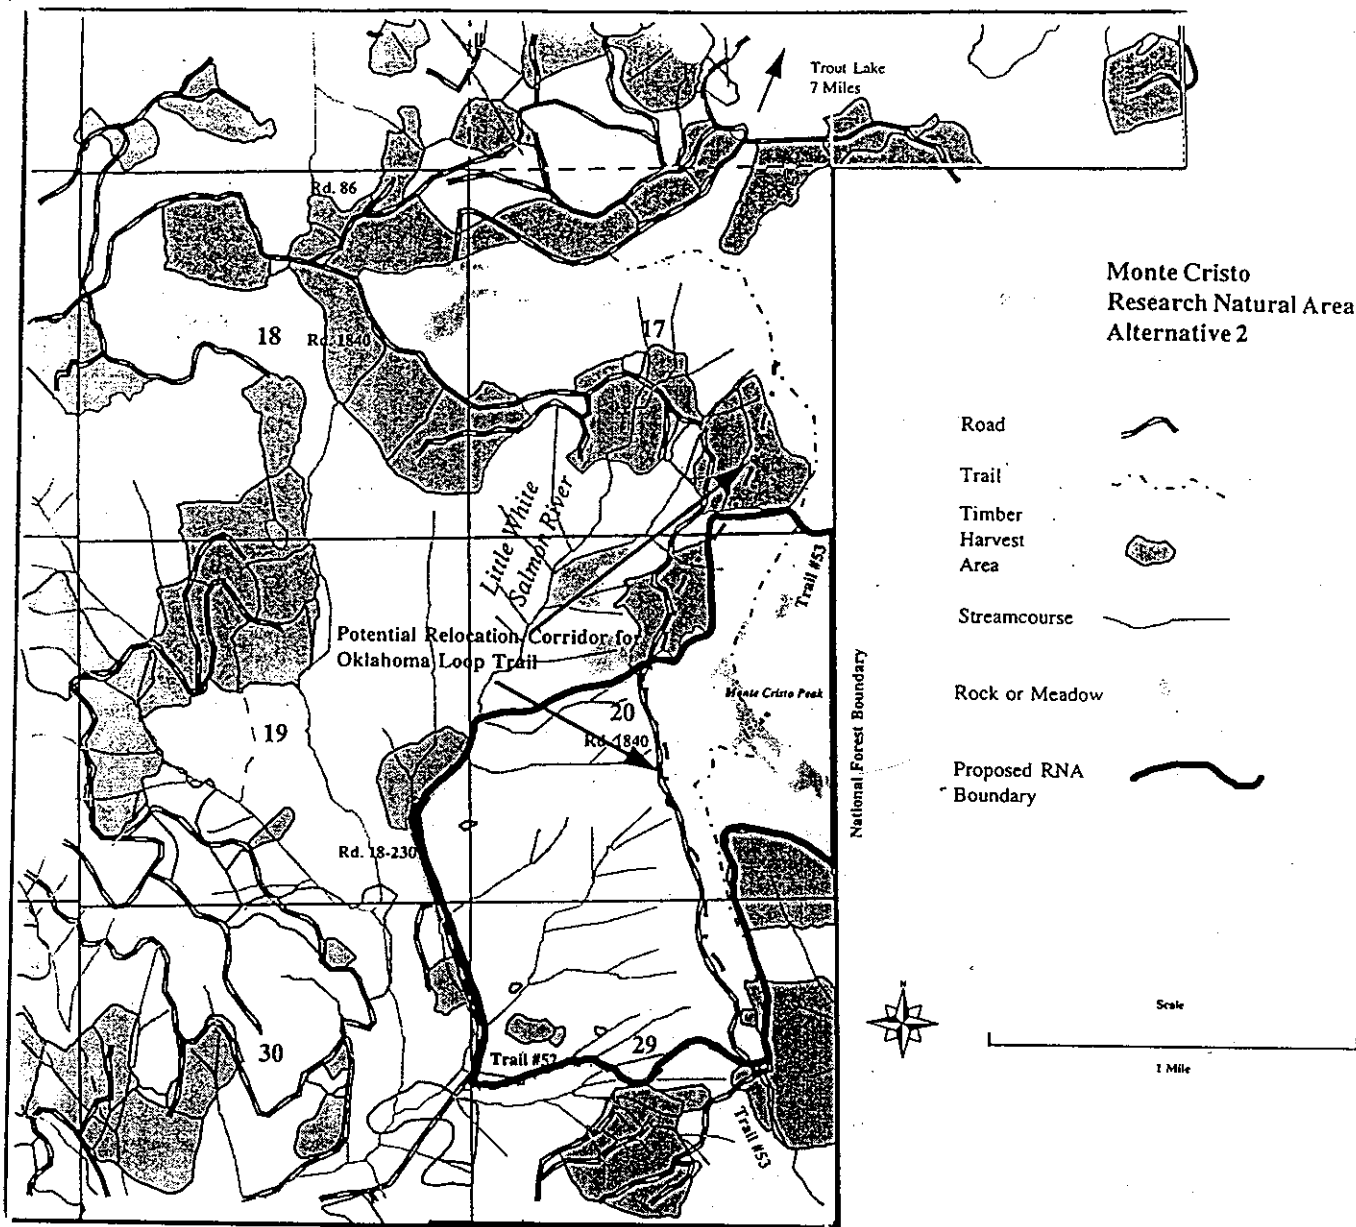 Trout Lake
7 Miles
Rd. 86
Monte Cristo
Research Natural Area
Alternative 2
18
Rd. 1840
17
Road
Trail
Timber
Harvest
Area
Little White
Salmon River
Trail #53
Streamcourse
Potential Relocation Corridor for
Oklahoma Loop Trail
Monte Cristo Peak
Rock or Meadow
National Forest Boundary
19
20
Rd. 1840
Proposed RNA
Boundary
Rd. 18-230
N
Scale
1 Mile
30
29
Trail #52
Trail #53